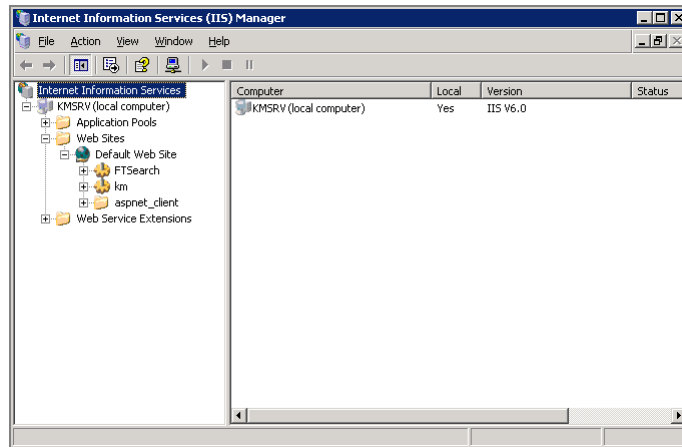 Internet Information Services (IIS) Manager
File Action View Window Help
Internet Information Services
KMSRV (local computer)
Application Pools
Web Sites
Default Web Site
FTSearch
km
aspnet_client
Web Service Extensions
Computer Local Version Status
KMSRV (local computer) Yes IIS V6.0